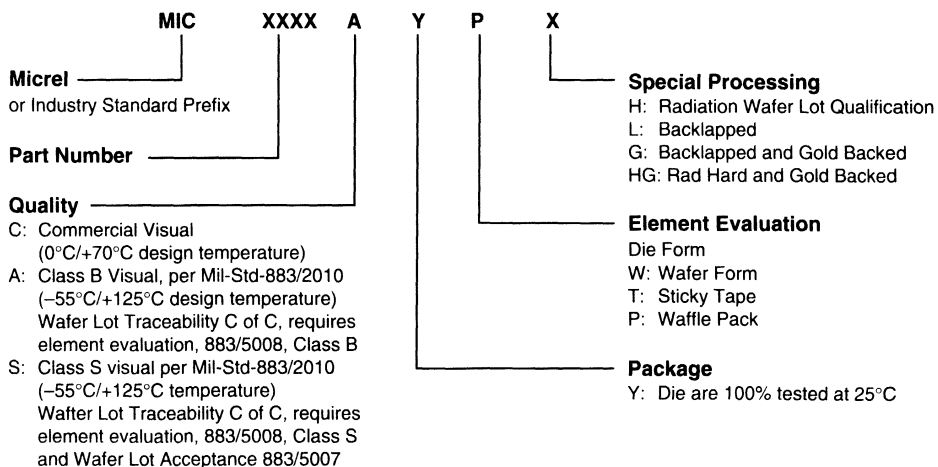 MIC XXXX A Y P X
Micrel
or Industry Standard Prefix
Part Number
Quality
C: Commercial Visual
(0°C/+70°C design temperature)
A: Class B Visual, per Mil-Std-883/2010
(–55°C/+125°C design temperature)
Wafer Lot Traceability C of C, requires
element evaluation, 883/5008, Class B
S: Class S visual per Mil-Std-883/2010
(–55°C/+125°C temperature)
Wafter Lot Traceability C of C, requires
element evaluation, 883/5008, Class S
and Wafer Lot Acceptance 883/5007
Special Processing
H: Radiation Wafer Lot Qualification
L: Backlapped
G: Backlapped and Gold Backed
HG: Rad Hard and Gold Backed
Element Evaluation
Die Form
W: Wafer Form
T: Sticky Tape
P: Waffle Pack
Package
Y: Die are 100% tested at 25°C